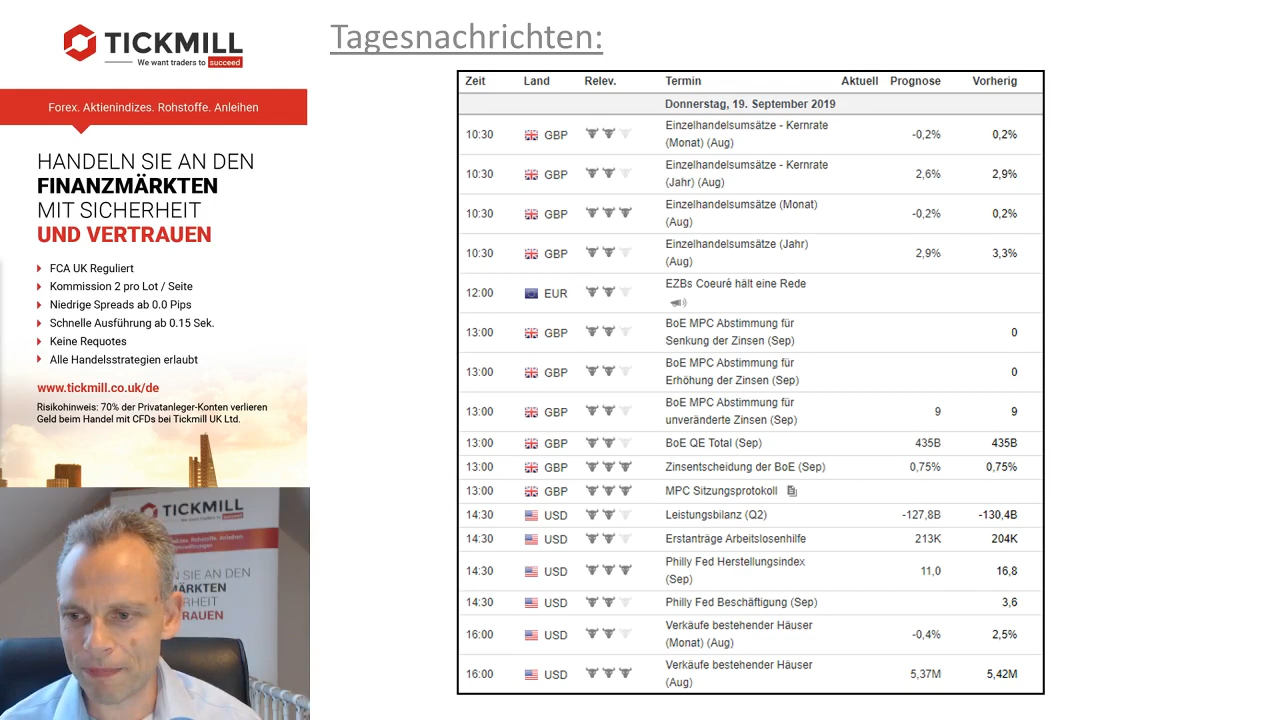 TICKMILL
We want traders to succeed
Forex. Aktienindizes. Rohstoffe. Anleihen
HANDELN SIE AN DEN
FINANZMÄRKTEN
MIT SICHERHEIT
UND VERTRAUEN
FCA UK Reguliert
Kommission 2 pro Lot / Seite
Niedrige Spreads ab 0.0 Pips
Schnelle Ausführung ab 0.15 Sek.
Keine Requotes
Alle Handelsstrategien erlaubt
www.tickmill.co.uk/de
Risikohinweis: 70% der Privatanleger-Konten verlieren
Geld beim Handel mit CFDs bei Tickmill UK Ltd.
TICKMILL
We want traders to succeed
Rohstoffe. Anleihen
N SIE AN DEN
MÄRKTEN
HERHEIT
RAUEN
Tagesnachrichten:
Zeit Land Relev. Termin Aktuell Prognose Vorherig
Donnerstag, 19. September 2019
10:30 GBP Einzelhandelsumsätze - Kernrate -0,2% 0,2%
(Monat) (Aug)
10:30 GBP Einzelhandelsumsätze - Kernrate 2,6% 2,9%
(Jahr) (Aug)
10:30 GBP Einzelhandelsumsätze (Monat) -0,2% 0,2%
(Aug)
10:30 GBP Einzelhandelsumsätze (Jahr) 2,9% 3,3%
(Aug)
12:00 EUR EZBs Coeuré hält eine Rede
13:00 GBP BoE MPC Abstimmung für 0
Senkung der Zinsen (Sep)
13:00 GBP BoE MPC Abstimmung für 0
Erhöhung der Zinsen (Sep)
13:00 GBP BoE MPC Abstimmung für 9 9
unveränderte Zinsen (Sep)
13:00 GBP BoE QE Total (Sep) 435B 435B
13:00 GBP Zinsentscheidung der BoE (Sep) 0,75% 0,75%
13:00 GBP MPC Sitzungsprotokoll
14:30 USD Leistungsbilanz (Q2) -127,8B -130,4B
14:30 USD Erstanträge Arbeitslosenhilfe 213K 204K
14:30 USD Philly Fed Herstellungsindex 11,0 16,8
(Sep)
14:30 USD Philly Fed Beschäftigung (Sep) 3,6
16:00 USD Verkäufe bestehender Häuser -0,4% 2,5%
(Monat) (Aug)
16:00 USD Verkäufe bestehender Häuser 5,37M 5,42M
(Aug)